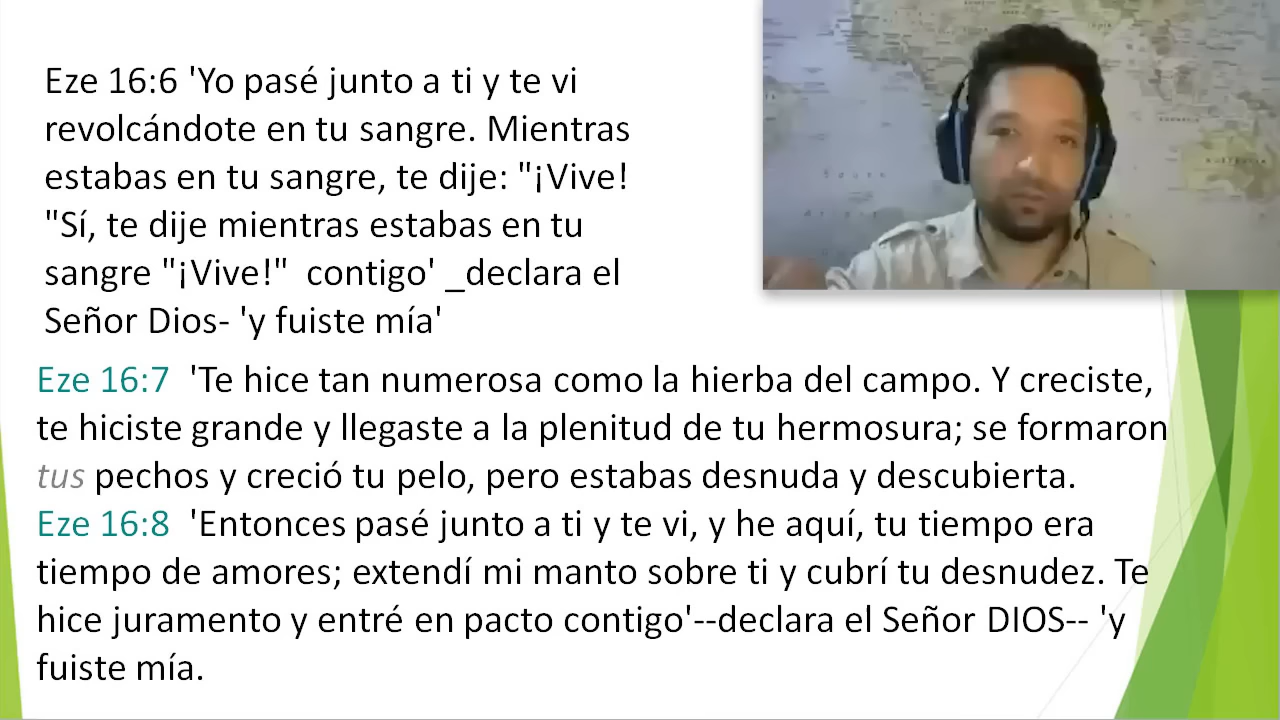 Eze 16:6 'Yo pasé junto a ti y te vi
revolcándote en tu sangre. Mientras
estabas en tu sangre, te dije: "¡Vive!
"Sí, te dije mientras estabas en tu
sangre "¡Vive!"  contigo' _declara el
Señor Dios- 'y fuiste mía'
Eze 16:7  'Te hice tan numerosa como la hierba del campo. Y creciste,
te hiciste grande y llegaste a la plenitud de tu hermosura; se formaron
tus pechos y creció tu pelo, pero estabas desnuda y descubierta.
Eze 16:8  'Entonces pasé junto a ti y te vi, y he aquí, tu tiempo era
tiempo de amores; extendí mi manto sobre ti y cubrí tu desnudez. Te
hice juramento y entré en pacto contigo'--declara el Señor DIOS-- 'y
fuiste mía.